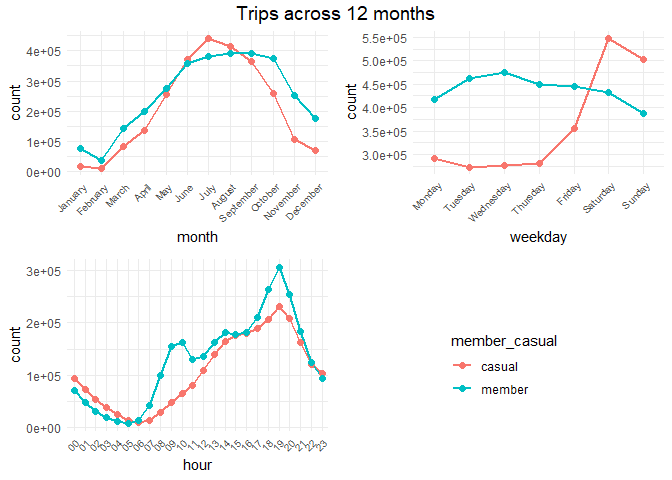 Trips across 12 months
count
4e+05
3e+05
2e+05
1e+05
0e+00
January
February
March
April
May
June
July
August
September
October
November
December
month
count
5.5e+05
5.0e+05
4.5e+05
4.0e+05
3.5e+05
3.0e+05
Monday
Tuesday
Wednesday
Thursday
Friday
Saturday
Sunday
weekday
count
3e+05
2e+05
1e+05
0e+00
00
01
02
03
04
05
06
07
08
09
10
11
12
13
14
15
16
17
18
19
20
21
22
23
hour
member_casual
casual
member